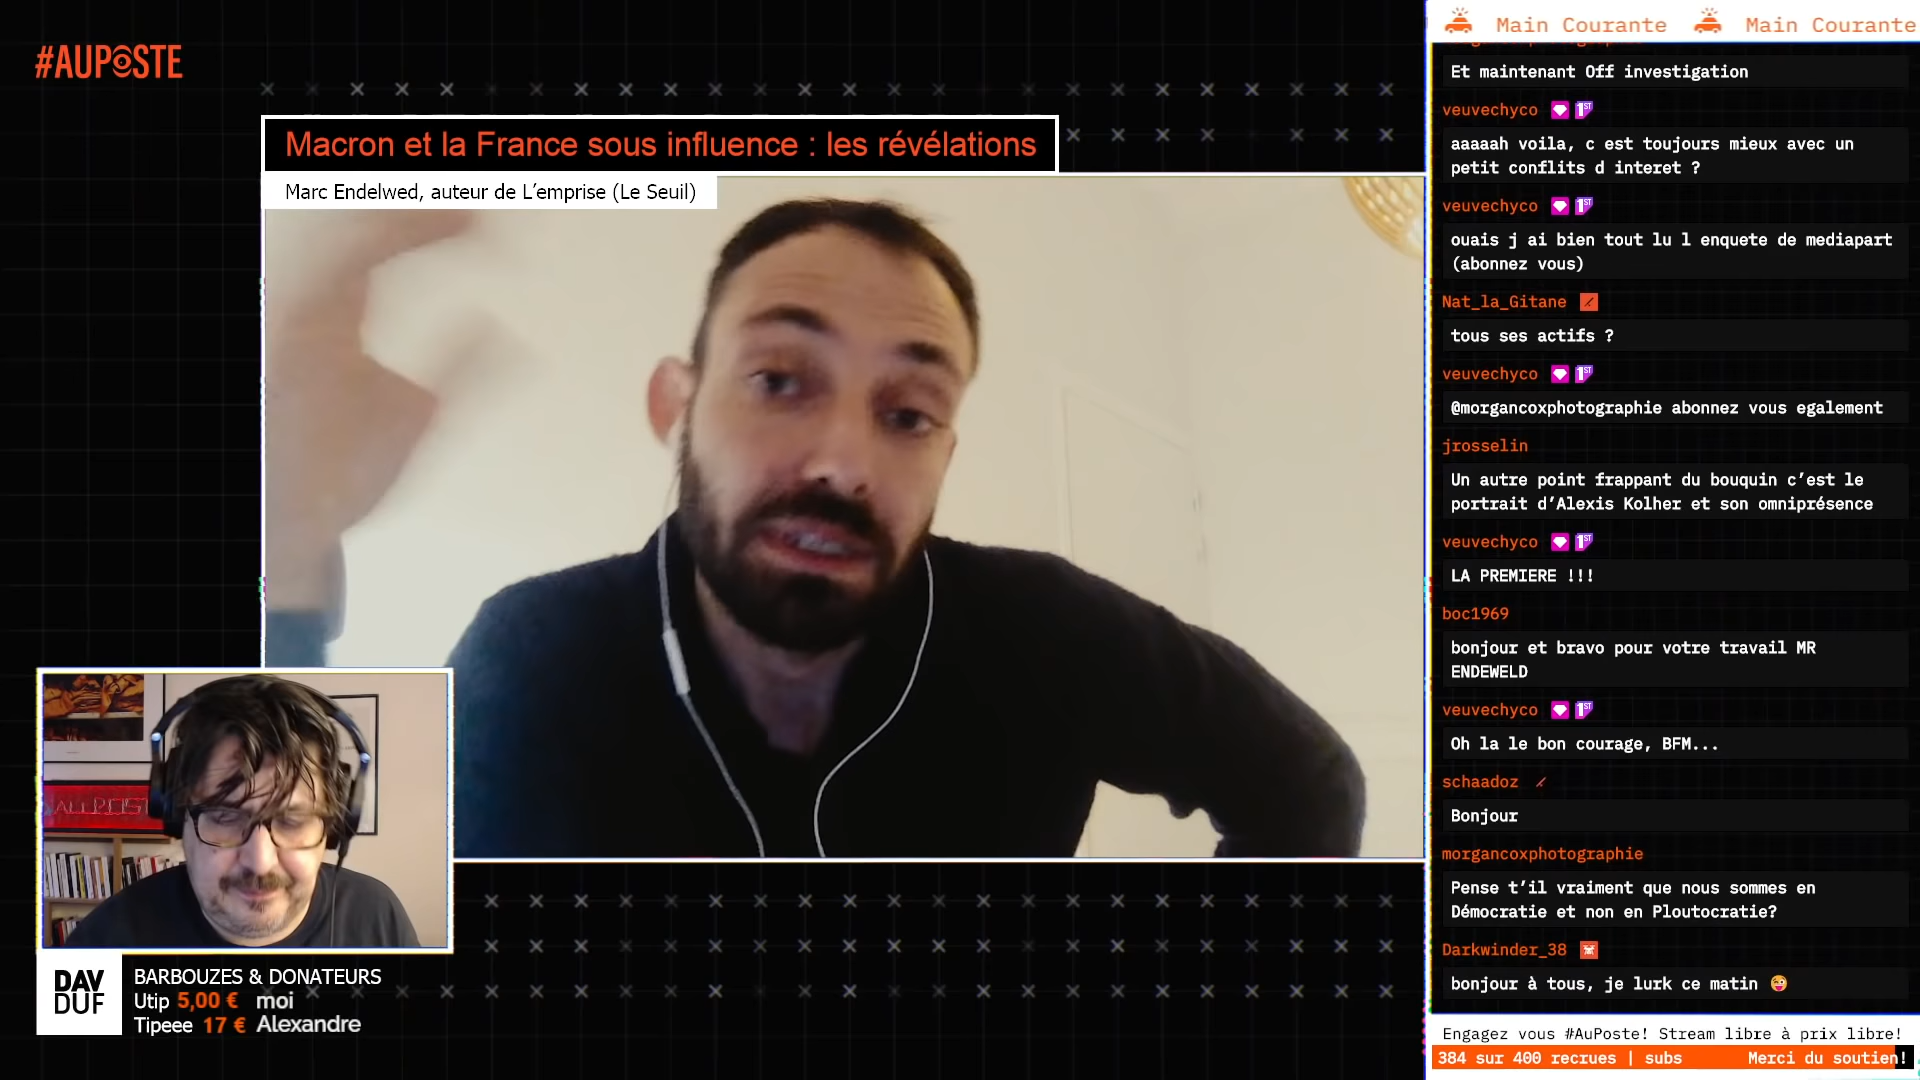 #AUPOSTE
Macron et la France sous influence : les révélations
Marc Endelwed, auteur de L’emprise (Le Seuil)
AU POSTE
DAV
DUF
BARBOUZES & DONATEURS
Utip 5,00 € moi
Tipeee 17 € Alexandre
Main Courante Main Courante
Et maintenant Off investigation
veuvechyco 1ST
aaaaah voila, c est toujours mieux avec un
petit conflits d interet ?
veuvechyco 1ST
ouais j ai bien tout lu l enquete de mediapart
(abonnez vous)
Nat_la_Gitane
tous ses actifs ?
veuvechyco 1ST
@morgancoxphotographie abonnez vous egalement
jrosselin
Un autre point frappant du bouquin c’est le
portrait d’Alexis Kolher et son omniprésence
veuvechyco 1ST
LA PREMIERE !!!
boc1969
bonjour et bravo pour votre travail MR
ENDEWELD
veuvechyco 1ST
Oh la le bon courage, BFM...
schaadoz
Bonjour
morgancoxphotographie
Pense t’il vraiment que nous sommes en
Démocratie et non en Ploutocratie?
Darkwinder_38
bonjour à tous, je lurk ce matin 😜
Engagez vous #AuPoste! Stream libre à prix libre!
384 sur 400 recrues | subs Merci du soutien!